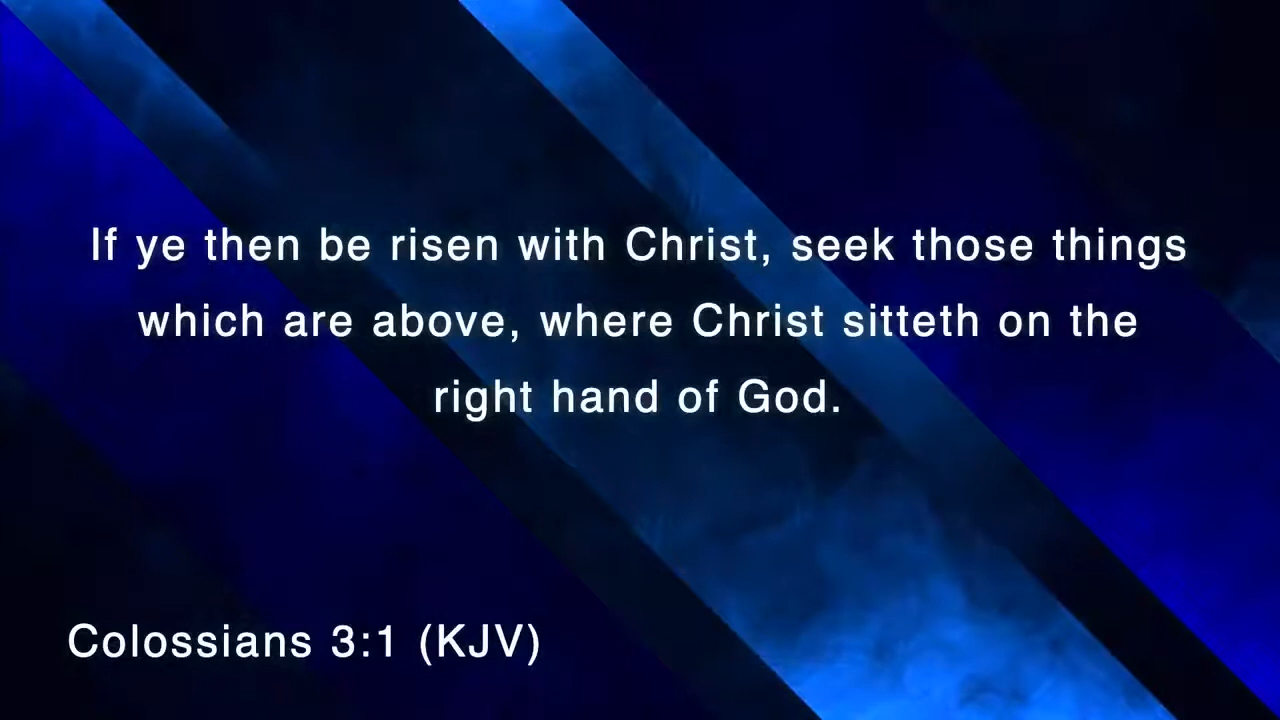 If ye then be risen with Christ, seek those things
which are above, where Christ sitteth on the
right hand of God.
Colossians 3:1 (KJV)